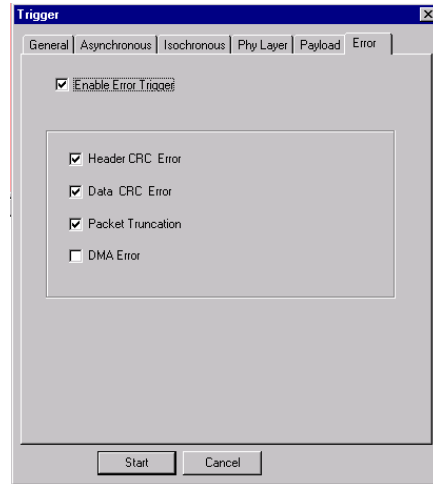 Trigger
General Asynchronous Isochronous Phy Layer Payload Error
Enable Error Trigger
Header CRC Error
Data CRC Error
Packet Truncation
DMA Error
Start Cancel